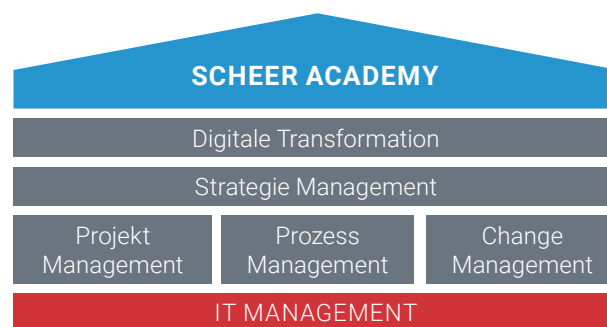 SCHEER ACADEMY
Digitale Transformation
Strategie Management
Projekt
Management
Prozess
Management
Change
Management
IT MANAGEMENT